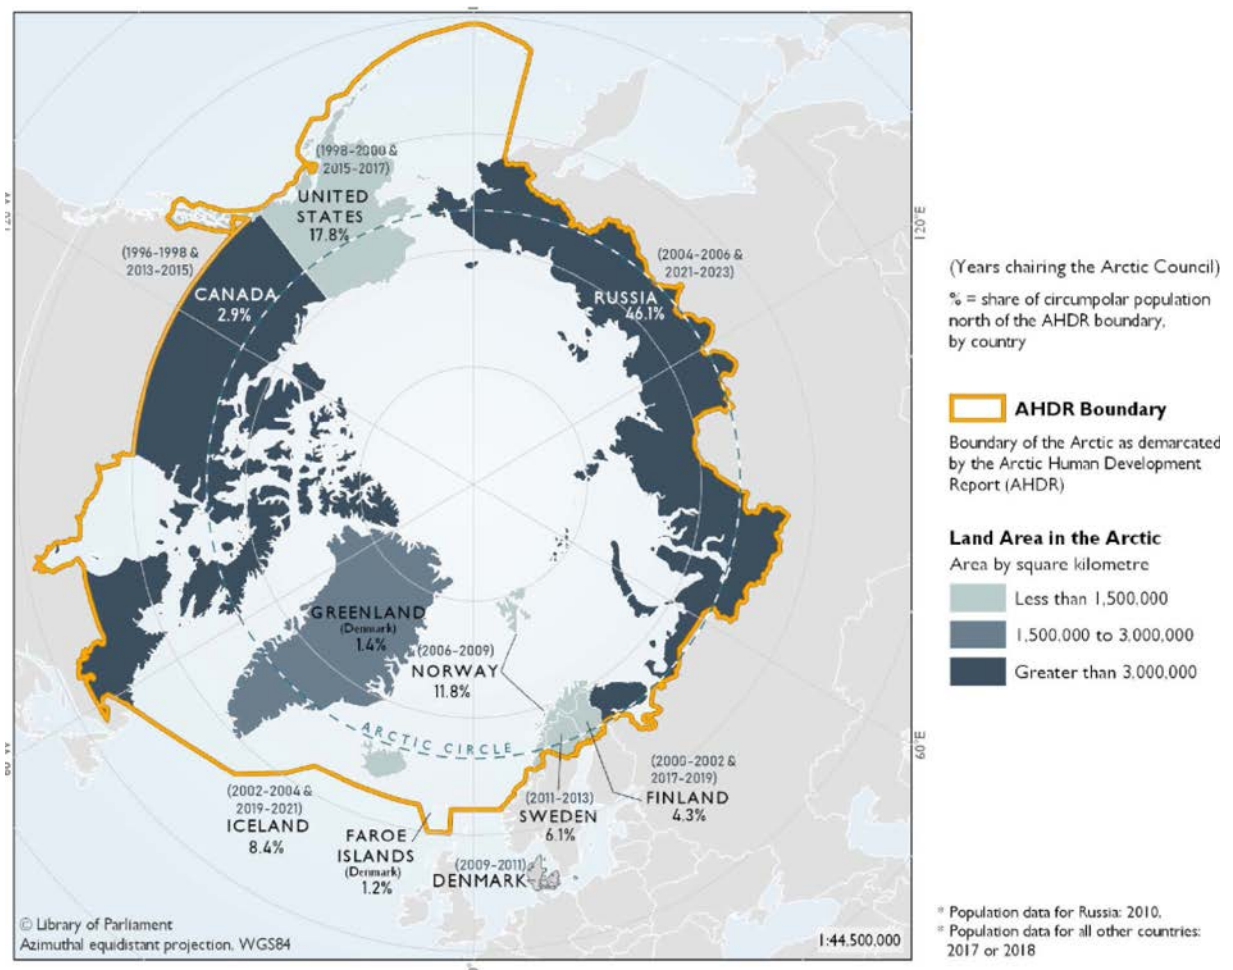 (1998-2000 &
2015-2017)
UNITED
STATES
17.8%
(1996-1998 &
2013-2015)
CANADA
2.9%
(2004-2006 &
2021-2023)
RUSSIA
46.1%
120°W
120°E
GREENLAND
(Denmark)
1.4%
(2006-2009)
NORWAY
11.8%
ARCTIC CIRCLE
60°W
60°E
(2002-2004 &
2019-2021)
ICELAND
8.4%
FAROE
ISLANDS
(Denmark)
1.2%
(2011-2013)
SWEDEN
6.1%
(2000-2002 &
2017-2019)
FINLAND
4.3%
(2009-2011)
DENMARK
© Library of Parliament
Azimuthal equidistant projection, WGS84
1:44.500.000
(Years chairing the Arctic Council)
% = share of circumpolar population
north of the AHDR boundary,
by country
AHDR Boundary
Boundary of the Arctic as demarcated
by the Arctic Human Development
Report (AHDR)
Land Area in the Arctic
Area by square kilometre
Less than 1,500,000
1,500,000 to 3,000,000
Greater than 3,000,000
* Population data for Russia: 2010.
* Population data for all other countries:
2017 or 2018